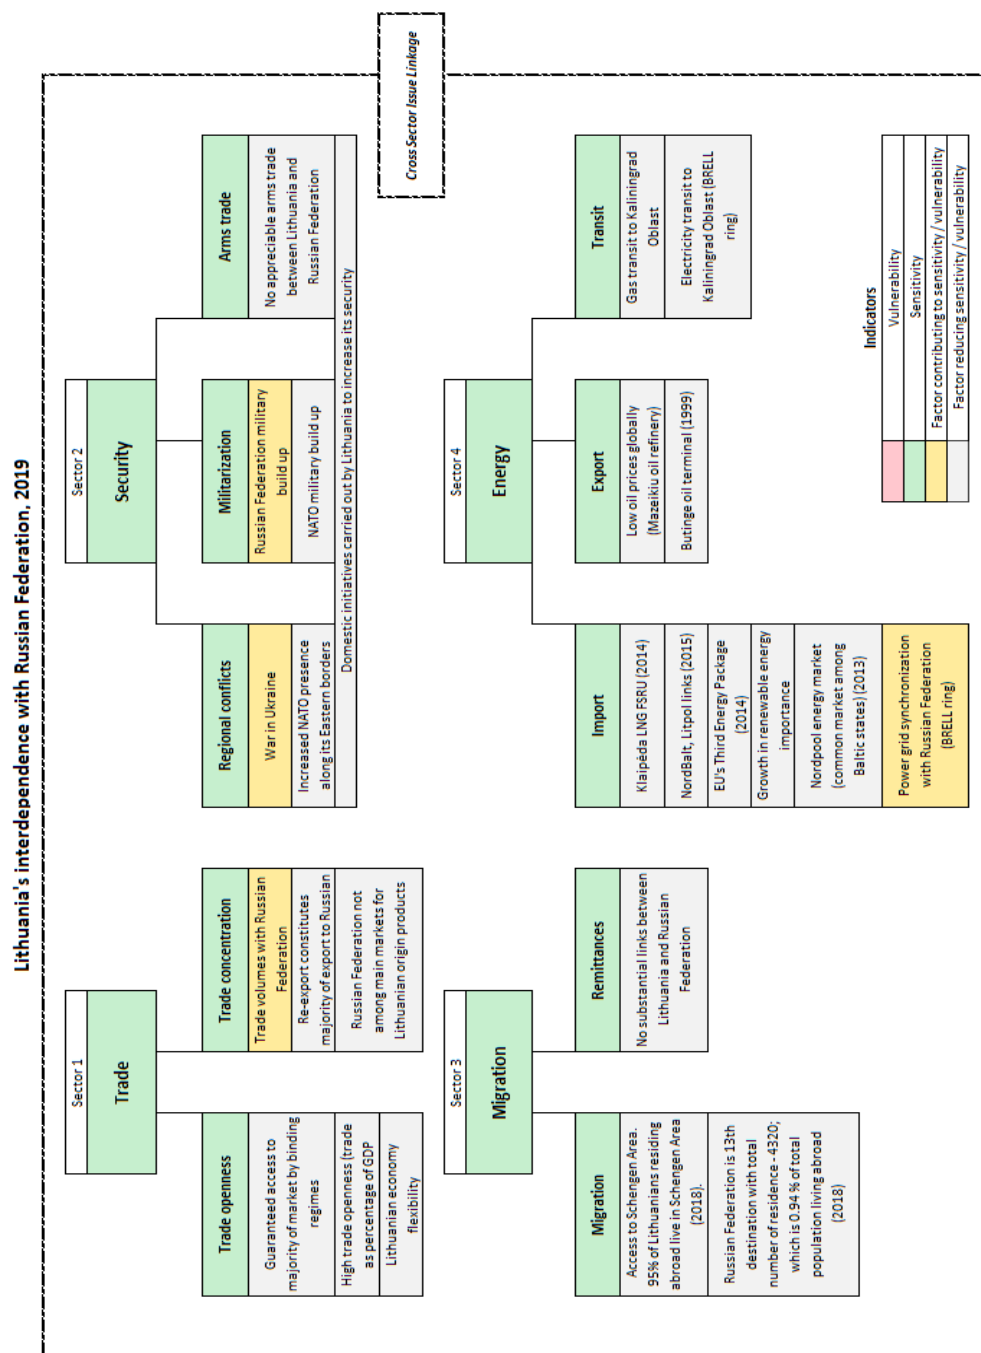 Lithuania's interdependence with Russian Federation, 2019
Sector 1
Trade
Trade openness
Guaranteed access to
majority of market by binding
regimes
High trade openness (trade
as percentage of GDP
Lithuanian economy
flexibility
Trade concentration
Trade volumes with Russian
Federation
Re-export constitutes
majority of export to Russian
Russian Federation not
among main markets for
Lithuanian origin products
Sector 2
Security
Regional conflicts
War in Ukraine
Increased NATO presence
along its Eastern borders
Militarization
Russian Federation military
build up
NATO military build up
Arms trade
No appreciable arms trade
between Lithuania and
Russian Federation
Domestic initiatives carried out by Lithuania to increase its security
Cross Sector Issue Linkage
Sector 3
Migration
Migration
Access to Schengen Area.
95% of Lithuanians residing
abroad live in Schengen Area
(2018).
Russian Federation is 13th
destination with total
number of residence - 4320;
which is 0.94 % of total
population living abroad
(2018)
Remittances
No substantial links between
Lithuania and Russian
Federation
Sector 4
Energy
Import
Klaipėda LNG FSRU (2014)
NordBalt, Litpol links (2015)
EU's Third Energy Package
(2014)
Growth in renewable energy
importance
Nordpool energy market
(common market among
Baltic states) (2013)
Power grid synchronization
with Russian Federation
(BRELL ring)
Export
Low oil prices globally
(Mazeikiu oil refinery)
Butinge oil terminal (1999)
Transit
Gas transit to Kaliningrad
Oblast
Electricity transit to
Kaliningrad Oblast (BRELL
ring)
Indicators
Vulnerability
Sensitivity
Factor contributing to sensitivity / vulnerability
Factor reducing sensitivity / vulnerability